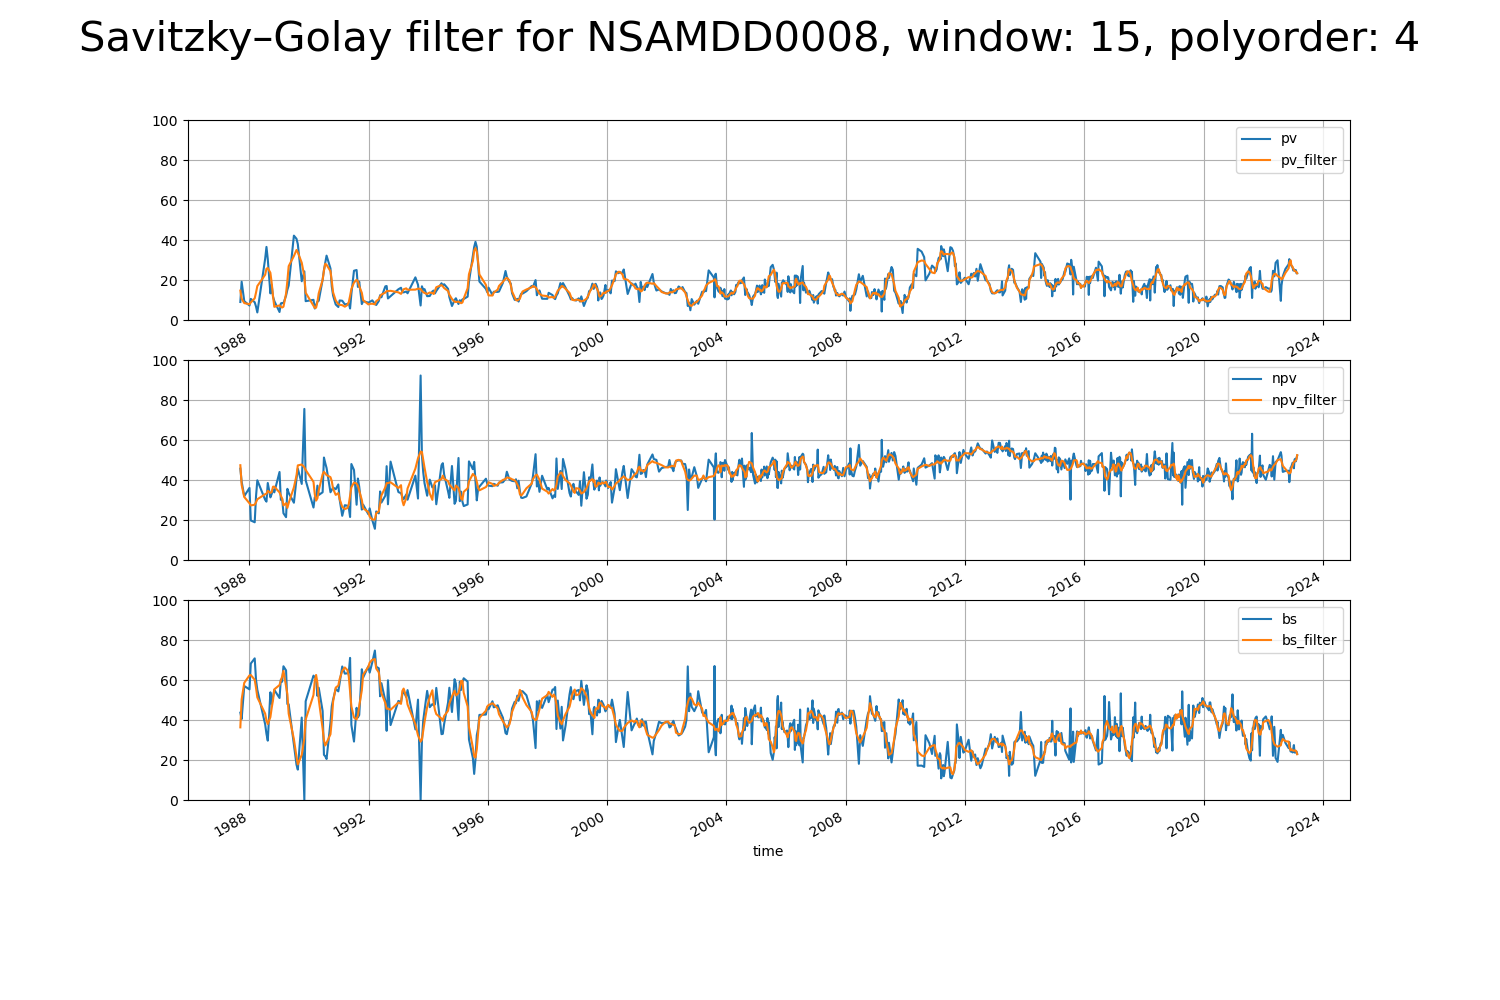 Savitzky–Golay filter for NSAMDD0008, window: 15, polyorder: 4
100
80
60
40
20
0
pv
pv_filter
1988 1992 1996 2000 2004 2008 2012 2016 2020 2024
100
80
60
40
20
0
npv
npv_filter
1988 1992 1996 2000 2004 2008 2012 2016 2020 2024
100
80
60
40
20
0
bs
bs_filter
1988 1992 1996 2000 2004 2008 2012 2016 2020 2024
time